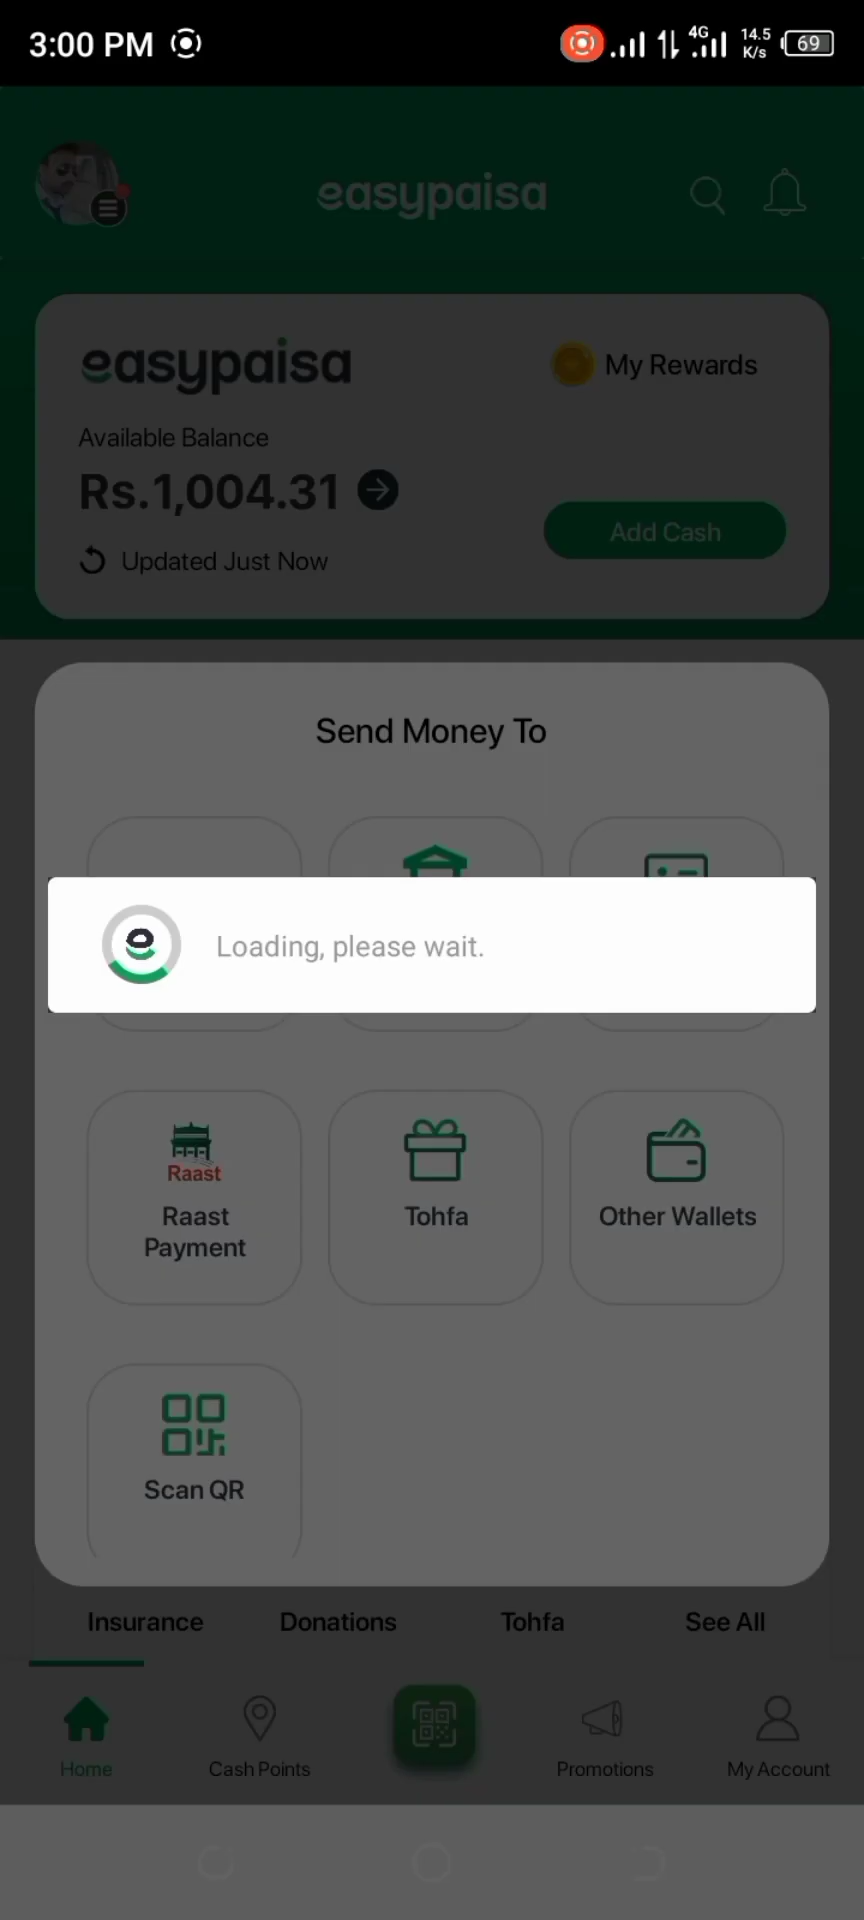 3:00 PM
4G
14.5
K/s
69
easypaisa
easypaisa
My Rewards
Available Balance
Rs.1,004.31
Add Cash
Updated Just Now
Send Money To
Loading, please wait.
Raast
Raast
Payment
Tohfa
Other Wallets
Scan QR
Insurance
Donations
Tohfa
See All
Home
Cash Points
Promotions
My Account